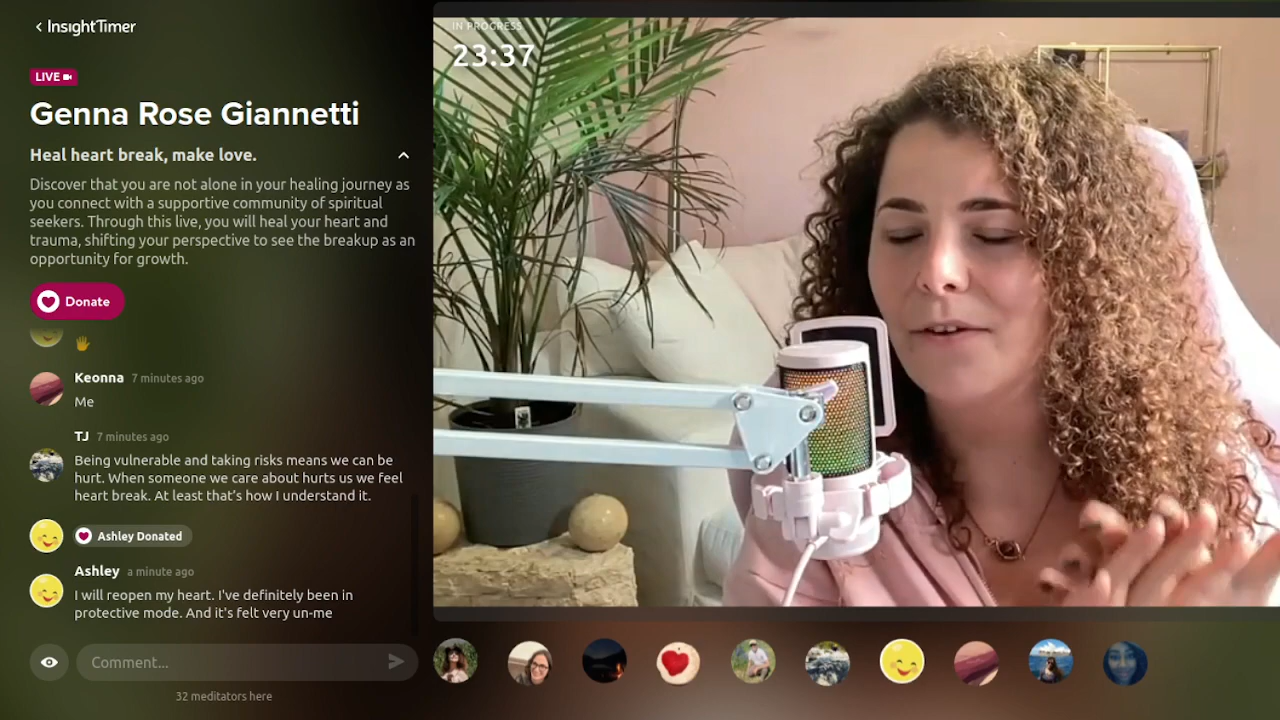 InsightTimer
LIVE
Genna Rose Giannetti
Heal heart break, make love.
Discover that you are not alone in your healing journey as
you connect with a supportive community of spiritual
seekers. Through this live, you will heal your heart and
trauma, shifting your perspective to see the breakup as an
opportunity for growth.
Donate
Keonna 7 minutes ago
Me
TJ 7 minutes ago
Being vulnerable and taking risks means we can be
hurt. When someone we care about hurts us we feel
heart break. At least that's how I understand it.
Ashley Donated
Ashley a minute ago
I will reopen my heart. I've definitely been in
protective mode. And it's felt very un-me
Comment...
32 meditators here
IN PROGRESS
23:37